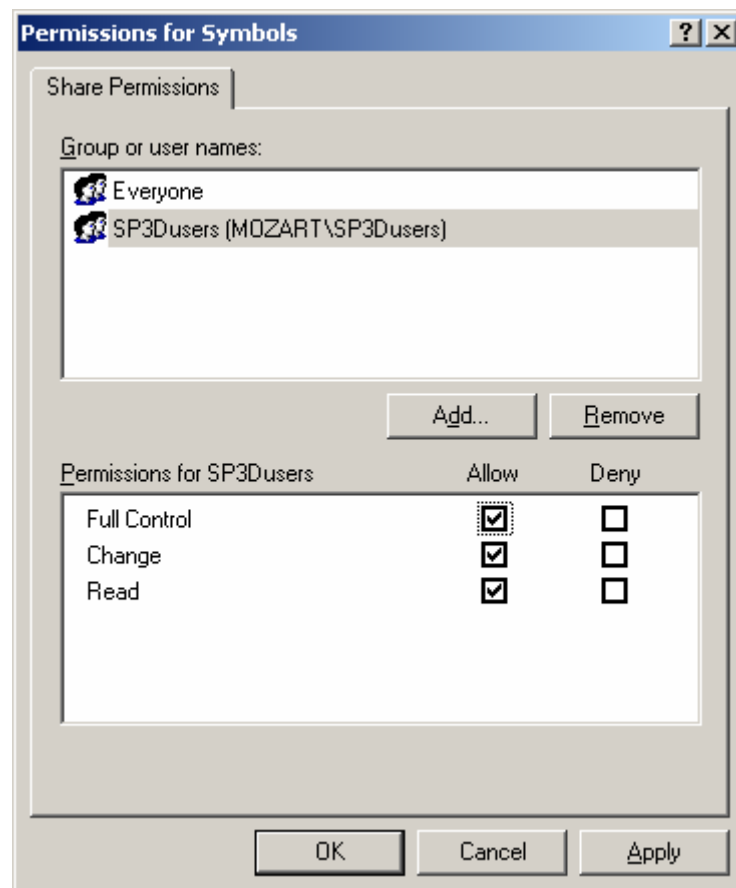 Permissions for Symbols
Share Permissions
Group or user names:
Everyone
SP3Dusers (MOZART\SP3Dusers)
Add... Remove
Permissions for SP3Dusers Allow Deny
Full Control
Change
Read
OK Cancel Apply